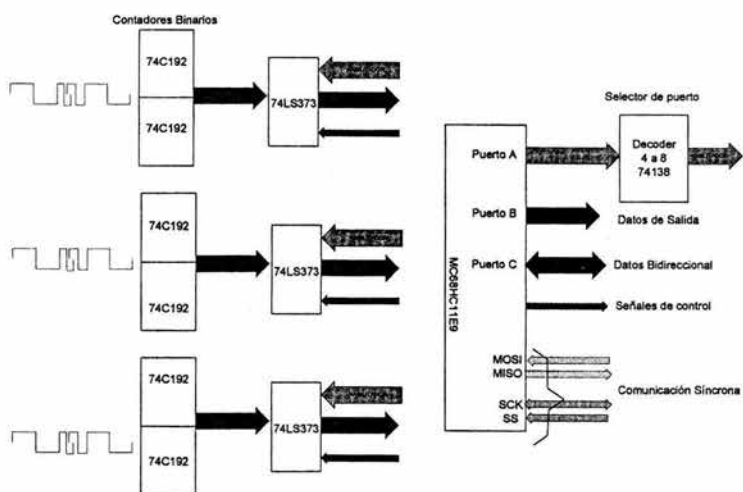 Contadores Binarios
74C192
74C192
74LS373
74C192
74C192
74LS373
74C192
74C192
74LS373
Selector de puerto
Puerto A
Decoder
4 a 8
74138
Puerto B
Datos de Salida
Puerto C
Datos Bidireccional
MC68HC11E9
Señales de control
MOSI
MISO
Comunicación Síncrona
SCK
SS